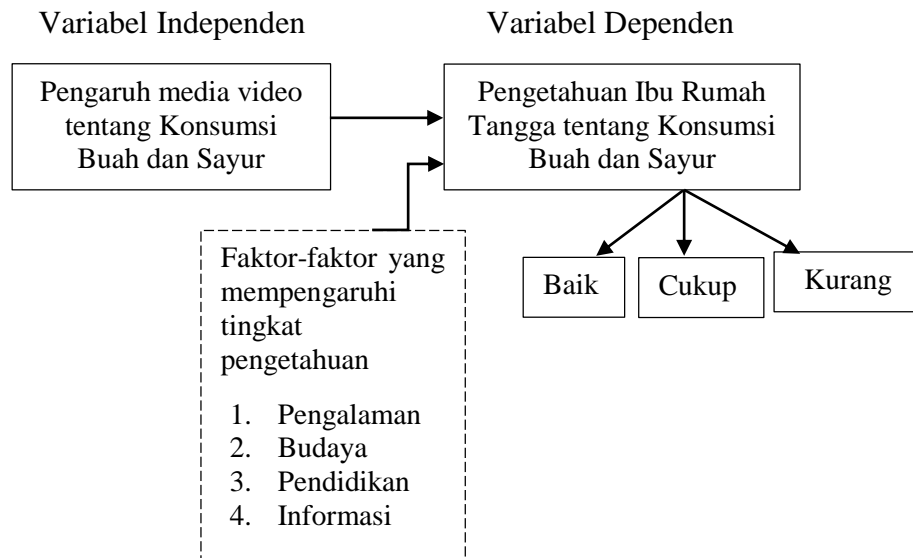 Variabel Independen
Variabel Dependen
Pengaruh media video
tentang Konsumsi
Buah dan Sayur
Pengetahuan Ibu Rumah
Tangga tentang Konsumsi
Buah dan Sayur
Faktor-faktor yang
mempengaruhi
tingkat
pengetahuan
1. Pengalaman
2. Budaya
3. Pendidikan
4. Informasi
Baik
Cukup
Kurang